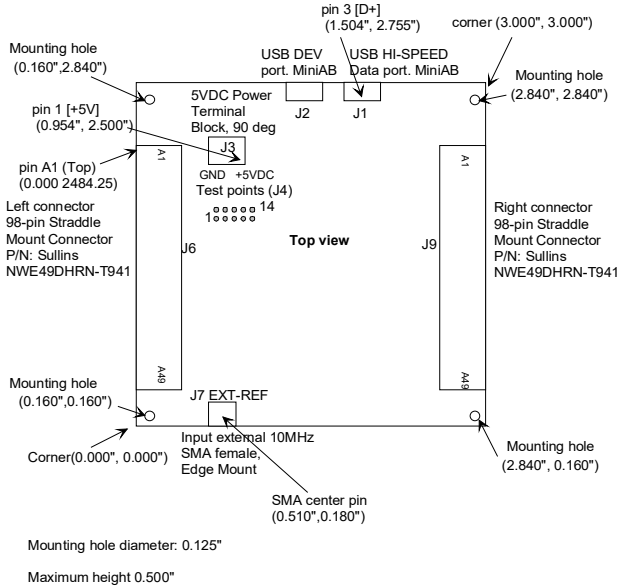 pin 3 [D+]
(1.504", 2.755")
corner (3.000", 3.000")
Mounting hole
(0.160",2.840")
USB DEV
port. MiniAB
USB HI-SPEED
Data port. MiniAB
Mounting hole
(2.840", 2.840")
J2
J1
pin 1 [+5V]
(0.954", 2.500")
5VDC Power
Terminal
Block, 90 deg
J3
GND +5VDC
Test points (J4)
1
14
pin A1 (Top)
(0.000 2484.25)
A1
A1
Left connector
98-pin Straddle
Mount Connector
P/N: Sullins
NWE49DHRN-T941
J6
Top view
J9
Right connector
98-pin Straddle
Mount Connector
P/N: Sullins
NWE49DHRN-T941
A49
A49
Mounting hole
(0.160",0.160")
J7 EXT-REF
Corner(0.000", 0.000")
Input external 10MHz
SMA female,
Edge Mount
Mounting hole
(2.840", 0.160")
SMA center pin
(0.510",0.180")
Mounting hole diameter: 0.125"
Maximum height 0.500"